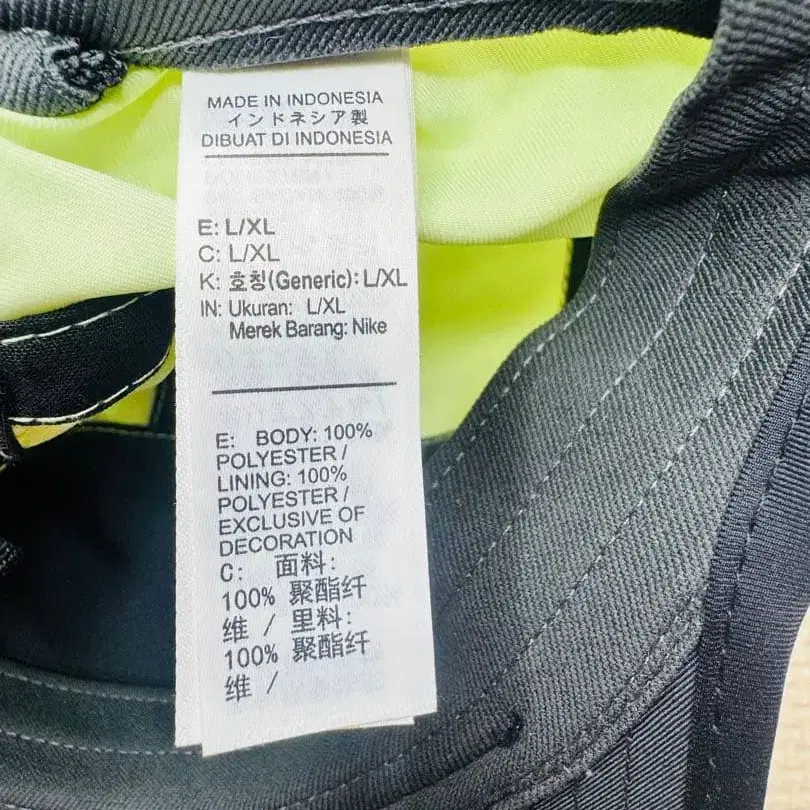 MADE IN INDONESIA
インドネシア製
DIBUAT DI INDONESIA
E: L/XL
C: L/XL
K: 호칭(Generic): L/XL
IN: Ukuran: L/XL
Merek Barang: Nike
E: BODY: 100%
POLYESTER /
LINING: 100%
POLYESTER /
EXCLUSIVE OF
DECORATION
C: 面料:
100% 聚酯纤
维 / 里料:
100% 聚酯纤
维 /